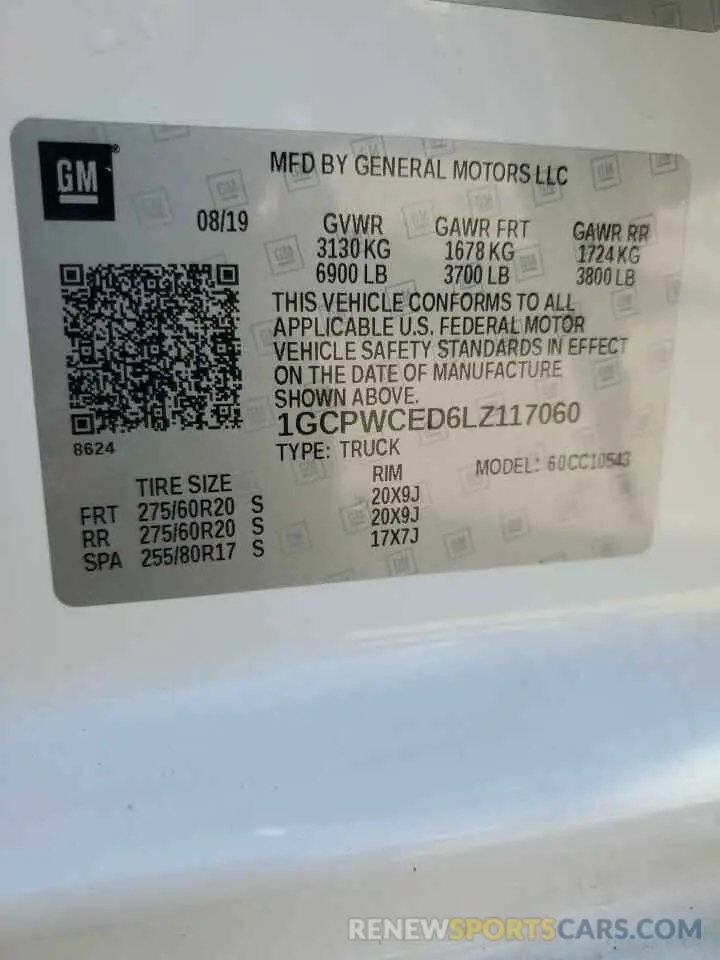 GM
MFD BY GENERAL MOTORS LLC
08/19 GVWR GAWR FRT GAWR RR
3130 KG 1678 KG 1724 KG
6900 LB 3700 LB 3800 LB
THIS VEHICLE CONFORMS TO ALL
APPLICABLE U.S. FEDERAL MOTOR
VEHICLE SAFETY STANDARDS IN EFFECT
ON THE DATE OF MANUFACTURE
SHOWN ABOVE.
1GCPWCED6LZ117060
8624
TYPE: TRUCK MODEL: 60CC10543
TIRE SIZE RIM
FRT 275/60R20 S 20X9J
RR 275/60R20 S 20X9J
SPA 255/80R17 S 17X7J
RENEWSPORTSCARS.COM